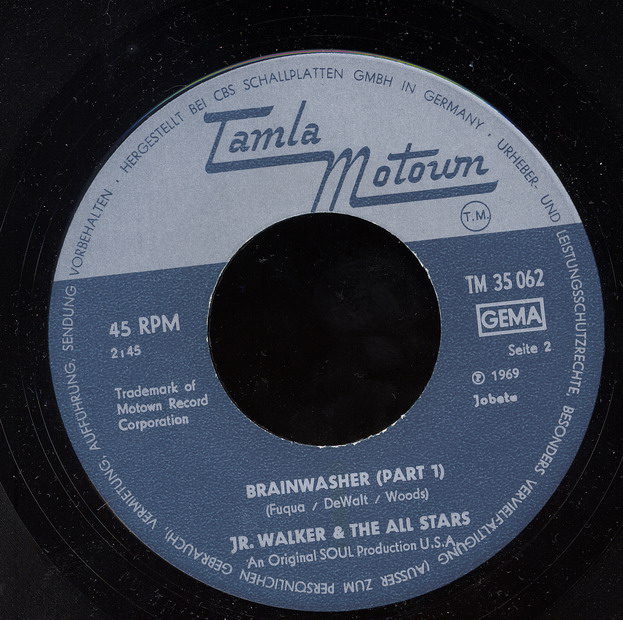 HERGESTELLT BEI CBS SCHALLPLATTEN GMBH IN GERMANY · URHEBER- UND LEISTUNGSSCHUTZRECHTE, BESONDERS VERVIELFÄLTIGUNG (AUSSER ZUM PERSÖNLICHEN GEBRAUCH), VERMIETUNG, AUFFÜHRUNG, SENDUNG VORBEHALTEN ·
Tamla
Motown
T.M.
TM 35 062
GEMA
45 RPM
2:45
Seite 2
℗ 1969
Jobete
Trademark of
Motown Record
Corporation
BRAINWASHER (PART 1)
(Fuqua / DeWalt / Woods)
JR. WALKER & THE ALL STARS
An Original SOUL Production U.S.A.